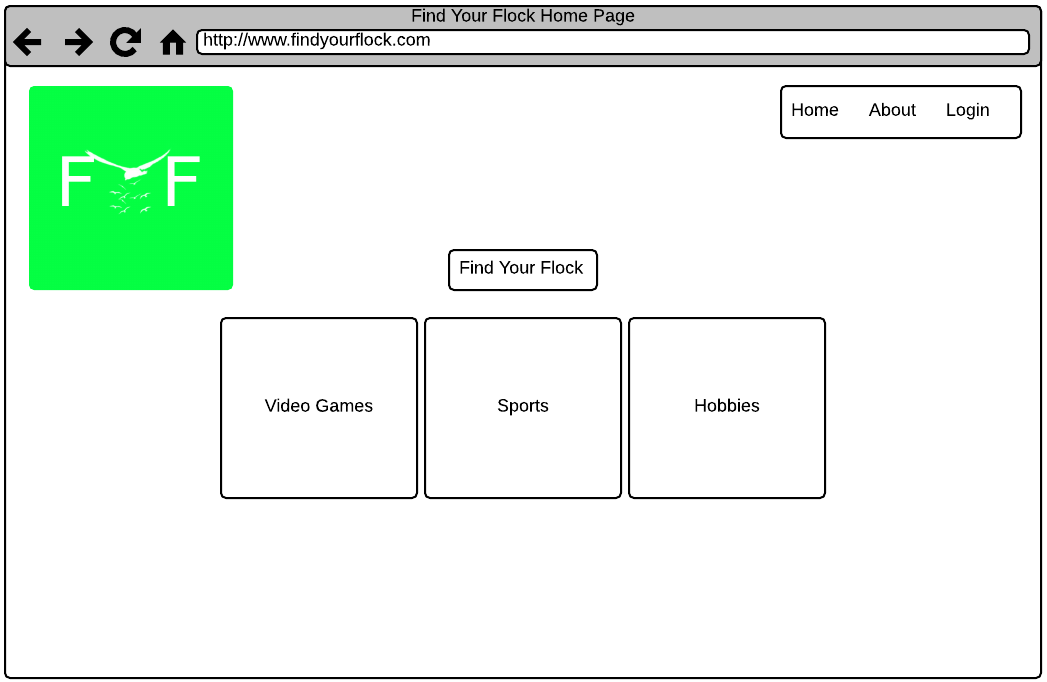 Find Your Flock Home Page
http://www.findyourflock.com
Home About Login
F F
Find Your Flock
Video Games Sports Hobbies